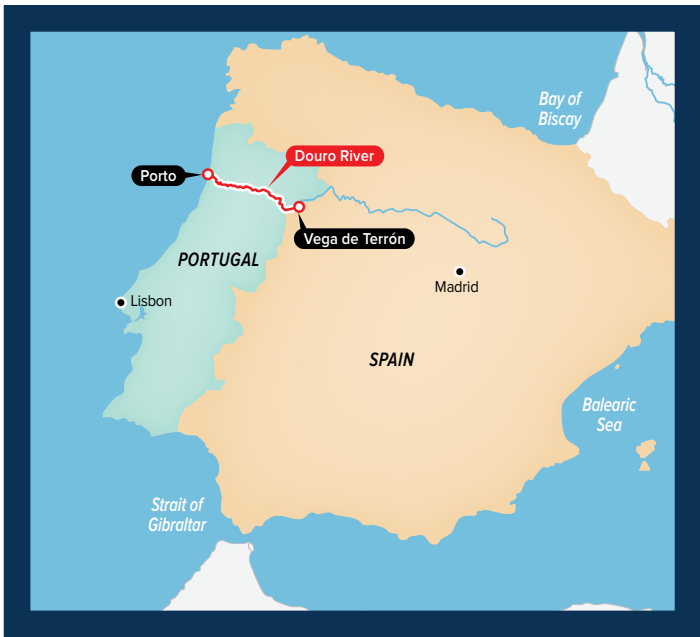 Bay of
Biscay
Douro River
Porto
Vega de Terrón
PORTUGAL
Madrid
Lisbon
SPAIN
Balearic
Sea
Strait of
Gibraltar